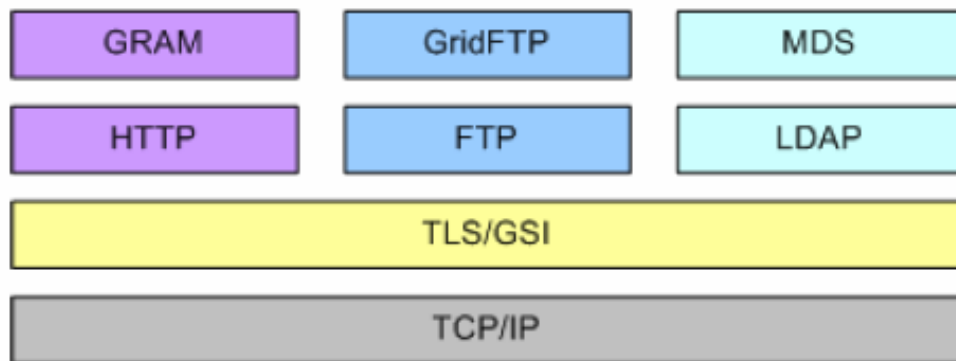 GRAM GridFTP MDS
HTTP FTP LDAP
TLS/GSI
TCP/IP